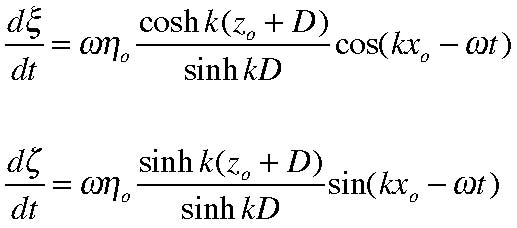 dξ/dt = ωη_o cosh k(z_o + D)/sinh kD cos(kx_o − ωt)
dζ/dt = ωη_o sinh k(z_o + D)/sinh kD sin(kx_o − ωt)